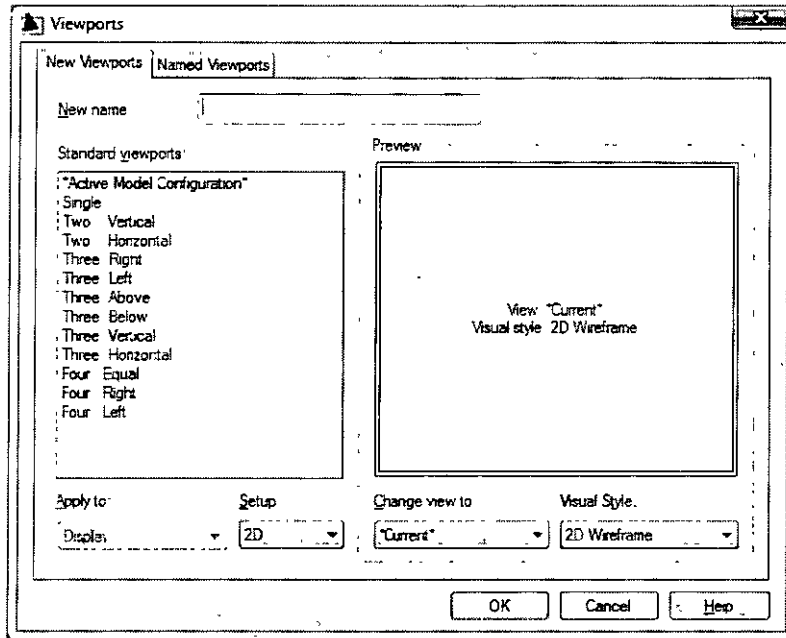 Viewports
New Viewports Named Viewports
New name
Standard viewports
*Active Model Configuration*
Single
Two Vertical
Two Horizontal
Three Right
Three Left
Three Above
Three Below
Three Vertical
Three Horizontal
Four Equal
Four Right
Four Left
Preview
View *Current*
Visual style 2D Wireframe
Apply to Setup Change view to Visual Style.
Display 2D *Current* 2D Wireframe
OK Cancel Help